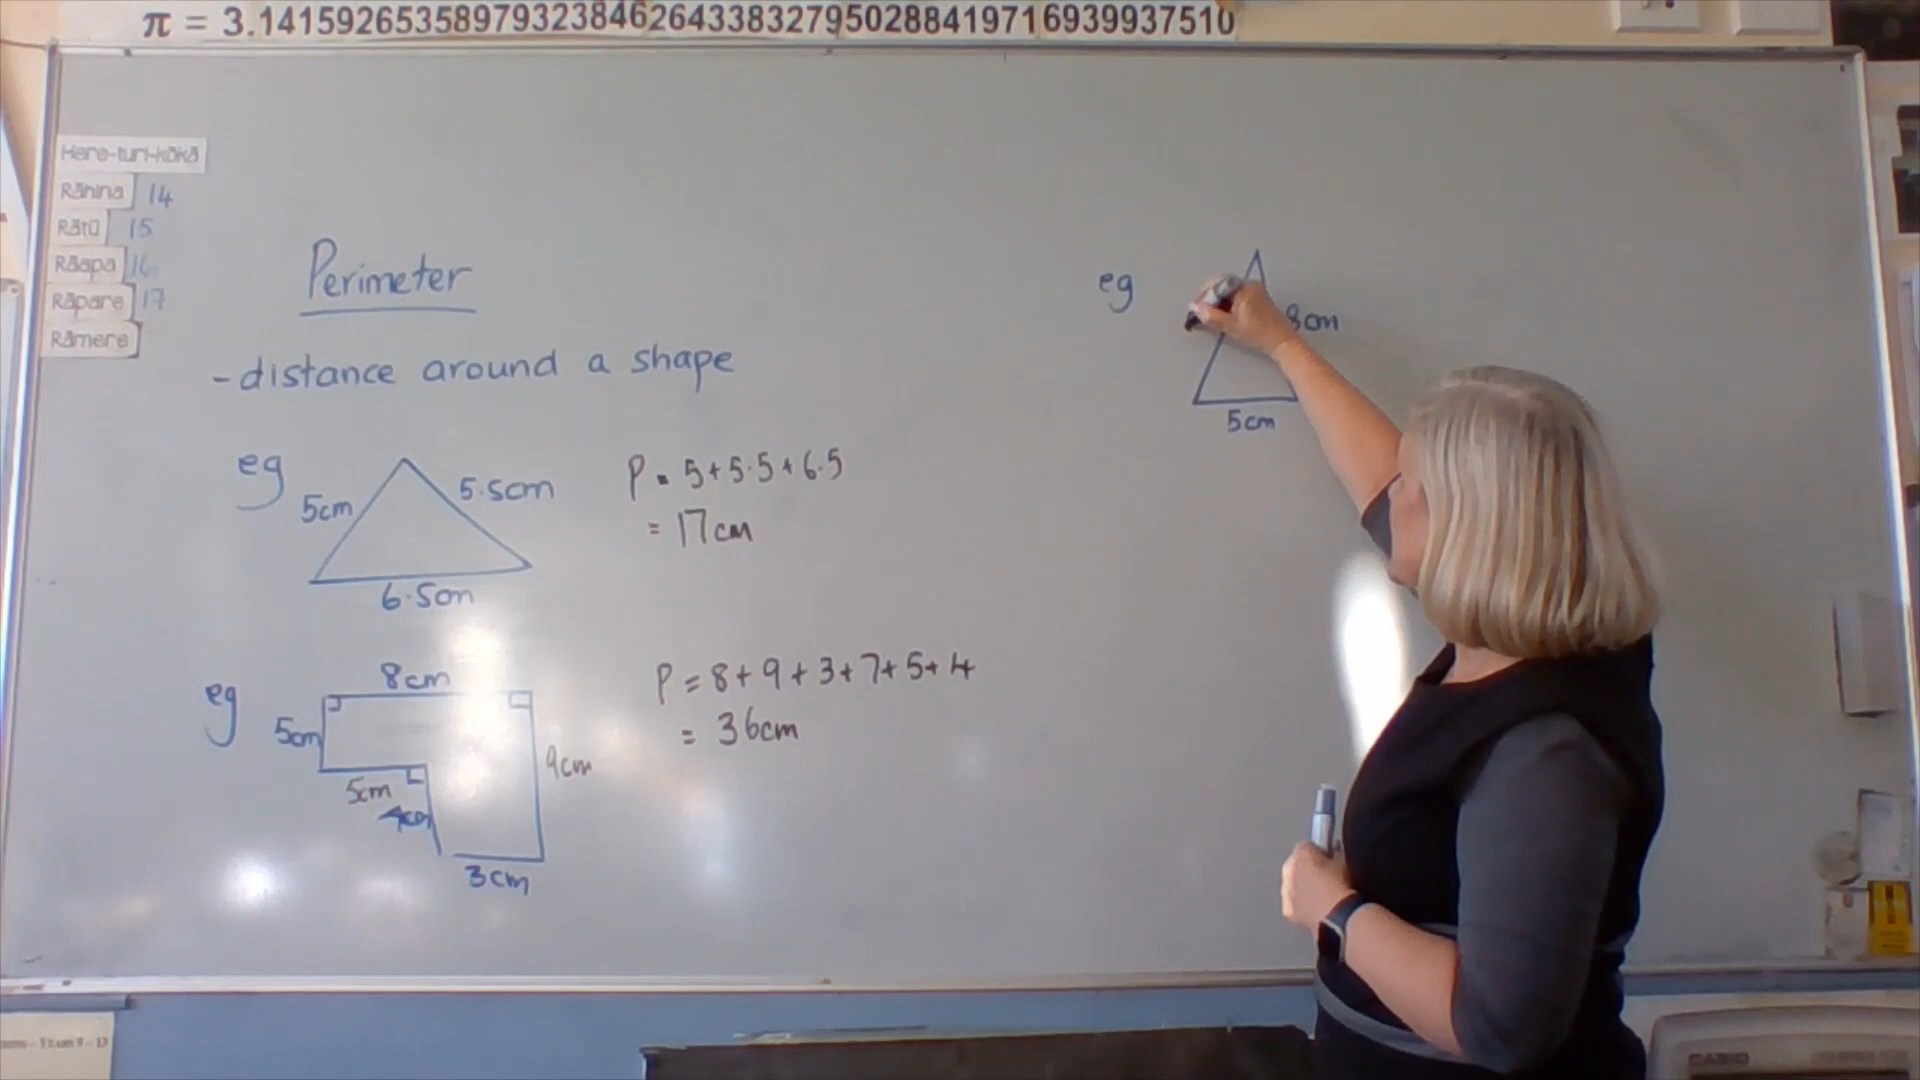 π = 3.14159265358979323846264338327950288419716939937510
Here-turi-kōkā
Rāhina 14
Rātū 15
Rāapa 16
Rāpare 17
Rāmere
Perimeter
- distance around a shape
eg
5cm
5.5cm
6.5cm
P = 5+5.5+6.5
= 17cm
eg
8cm
5cm
5cm
4cm
9cm
3cm
P = 8+9+3+7+5+4
= 36cm
eg
8cm
5cm
CASIO